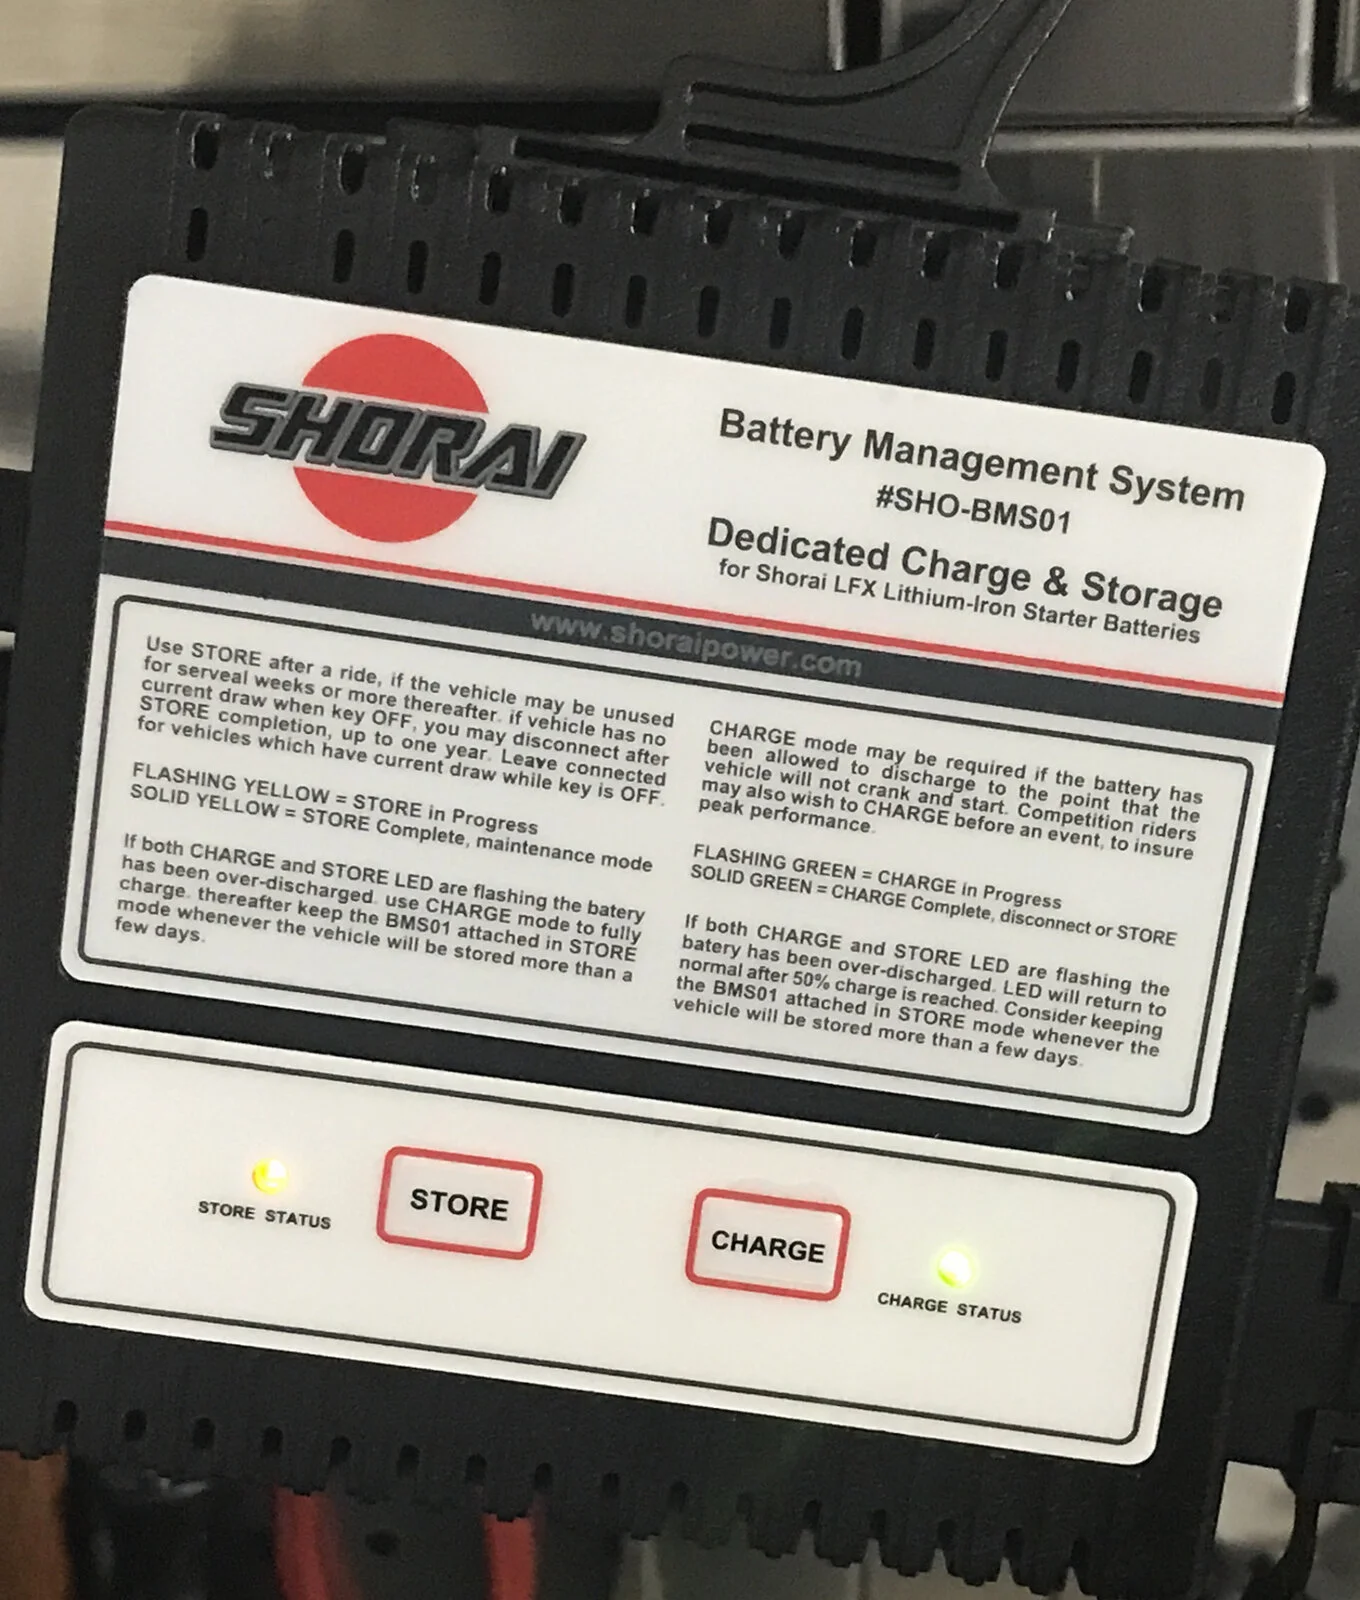 SHORAI
Battery Management System
#SHO-BMS01
Dedicated Charge & Storage
for Shorai LFX Lithium-Iron Starter Batteries
www.shoraipower.com
Use STORE after a ride, if the vehicle may be unused
for serveal weeks or more thereafter. if vehicle has no
current draw when key OFF, you may disconnect after
STORE completion, up to one year. Leave connected
for vehicles which have current draw while key is OFF.
FLASHING YELLOW = STORE in Progress
SOLID YELLOW = STORE Complete, maintenance mode
If both CHARGE and STORE LED are flashing the batery
has been over-discharged. use CHARGE mode to fully
charge. thereafter keep the BMS01 attached in STORE
mode whenever the vehicle will be stored more than a
few days.
CHARGE mode may be required if the battery has
been allowed to discharge to the point that the
vehicle will not crank and start. Competition riders
may also wish to CHARGE before an event, to insure
peak performance.
FLASHING GREEN = CHARGE in Progress
SOLID GREEN = CHARGE Complete, disconnect or STORE
If both CHARGE and STORE LED are flashing the
batery has been over-discharged. LED will return to
normal after 50% charge is reached. Consider keeping
the BMS01 attached in STORE mode whenever the
vehicle will be stored more than a few days.
STORE STATUS
STORE
CHARGE
CHARGE STATUS